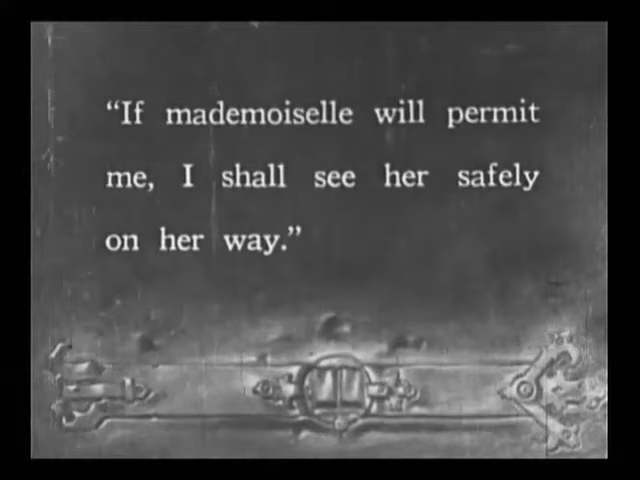 “If mademoiselle will permit
me, I shall see her safely
on her way.”